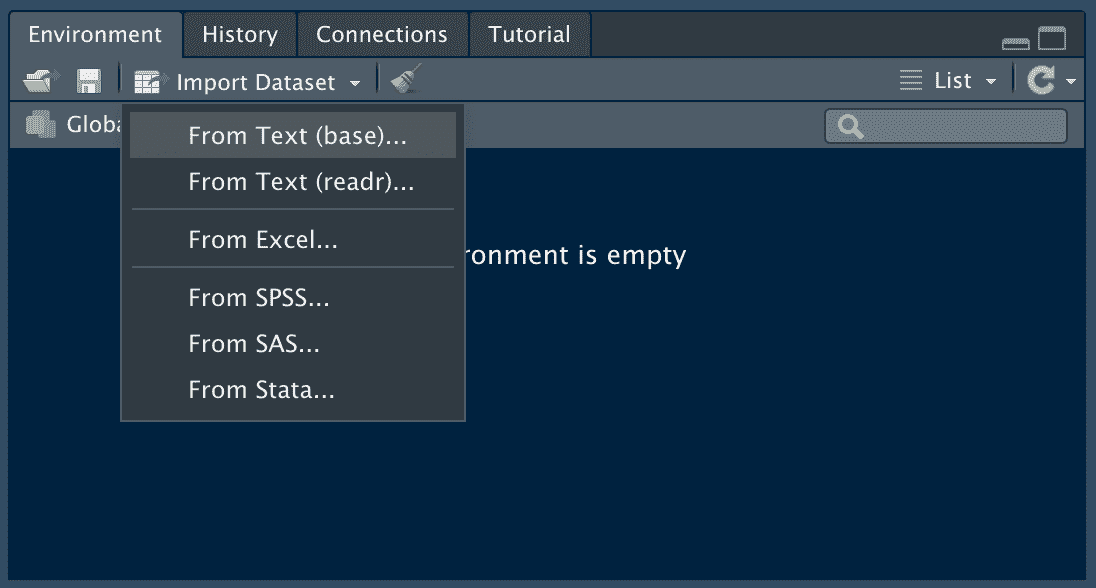 Environment History Connections Tutorial
Import Dataset List
Globa
From Text (base)...
From Text (readr)...
From Excel...
ronment is empty
From SPSS...
From SAS...
From Stata...